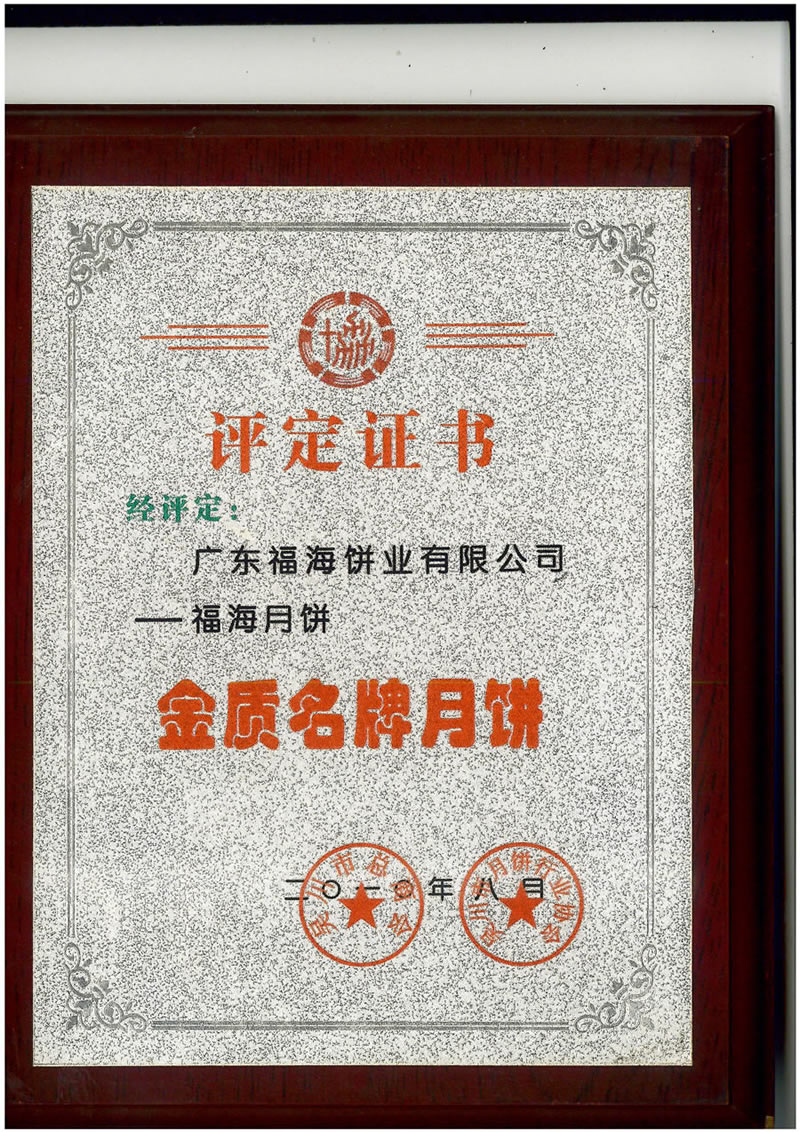 评定证书
经评定：
广东福海饼业有限公司
—福海月饼
金质名牌月饼
二〇一〇年八月
吴川市总商会
吴川市月饼行业协会